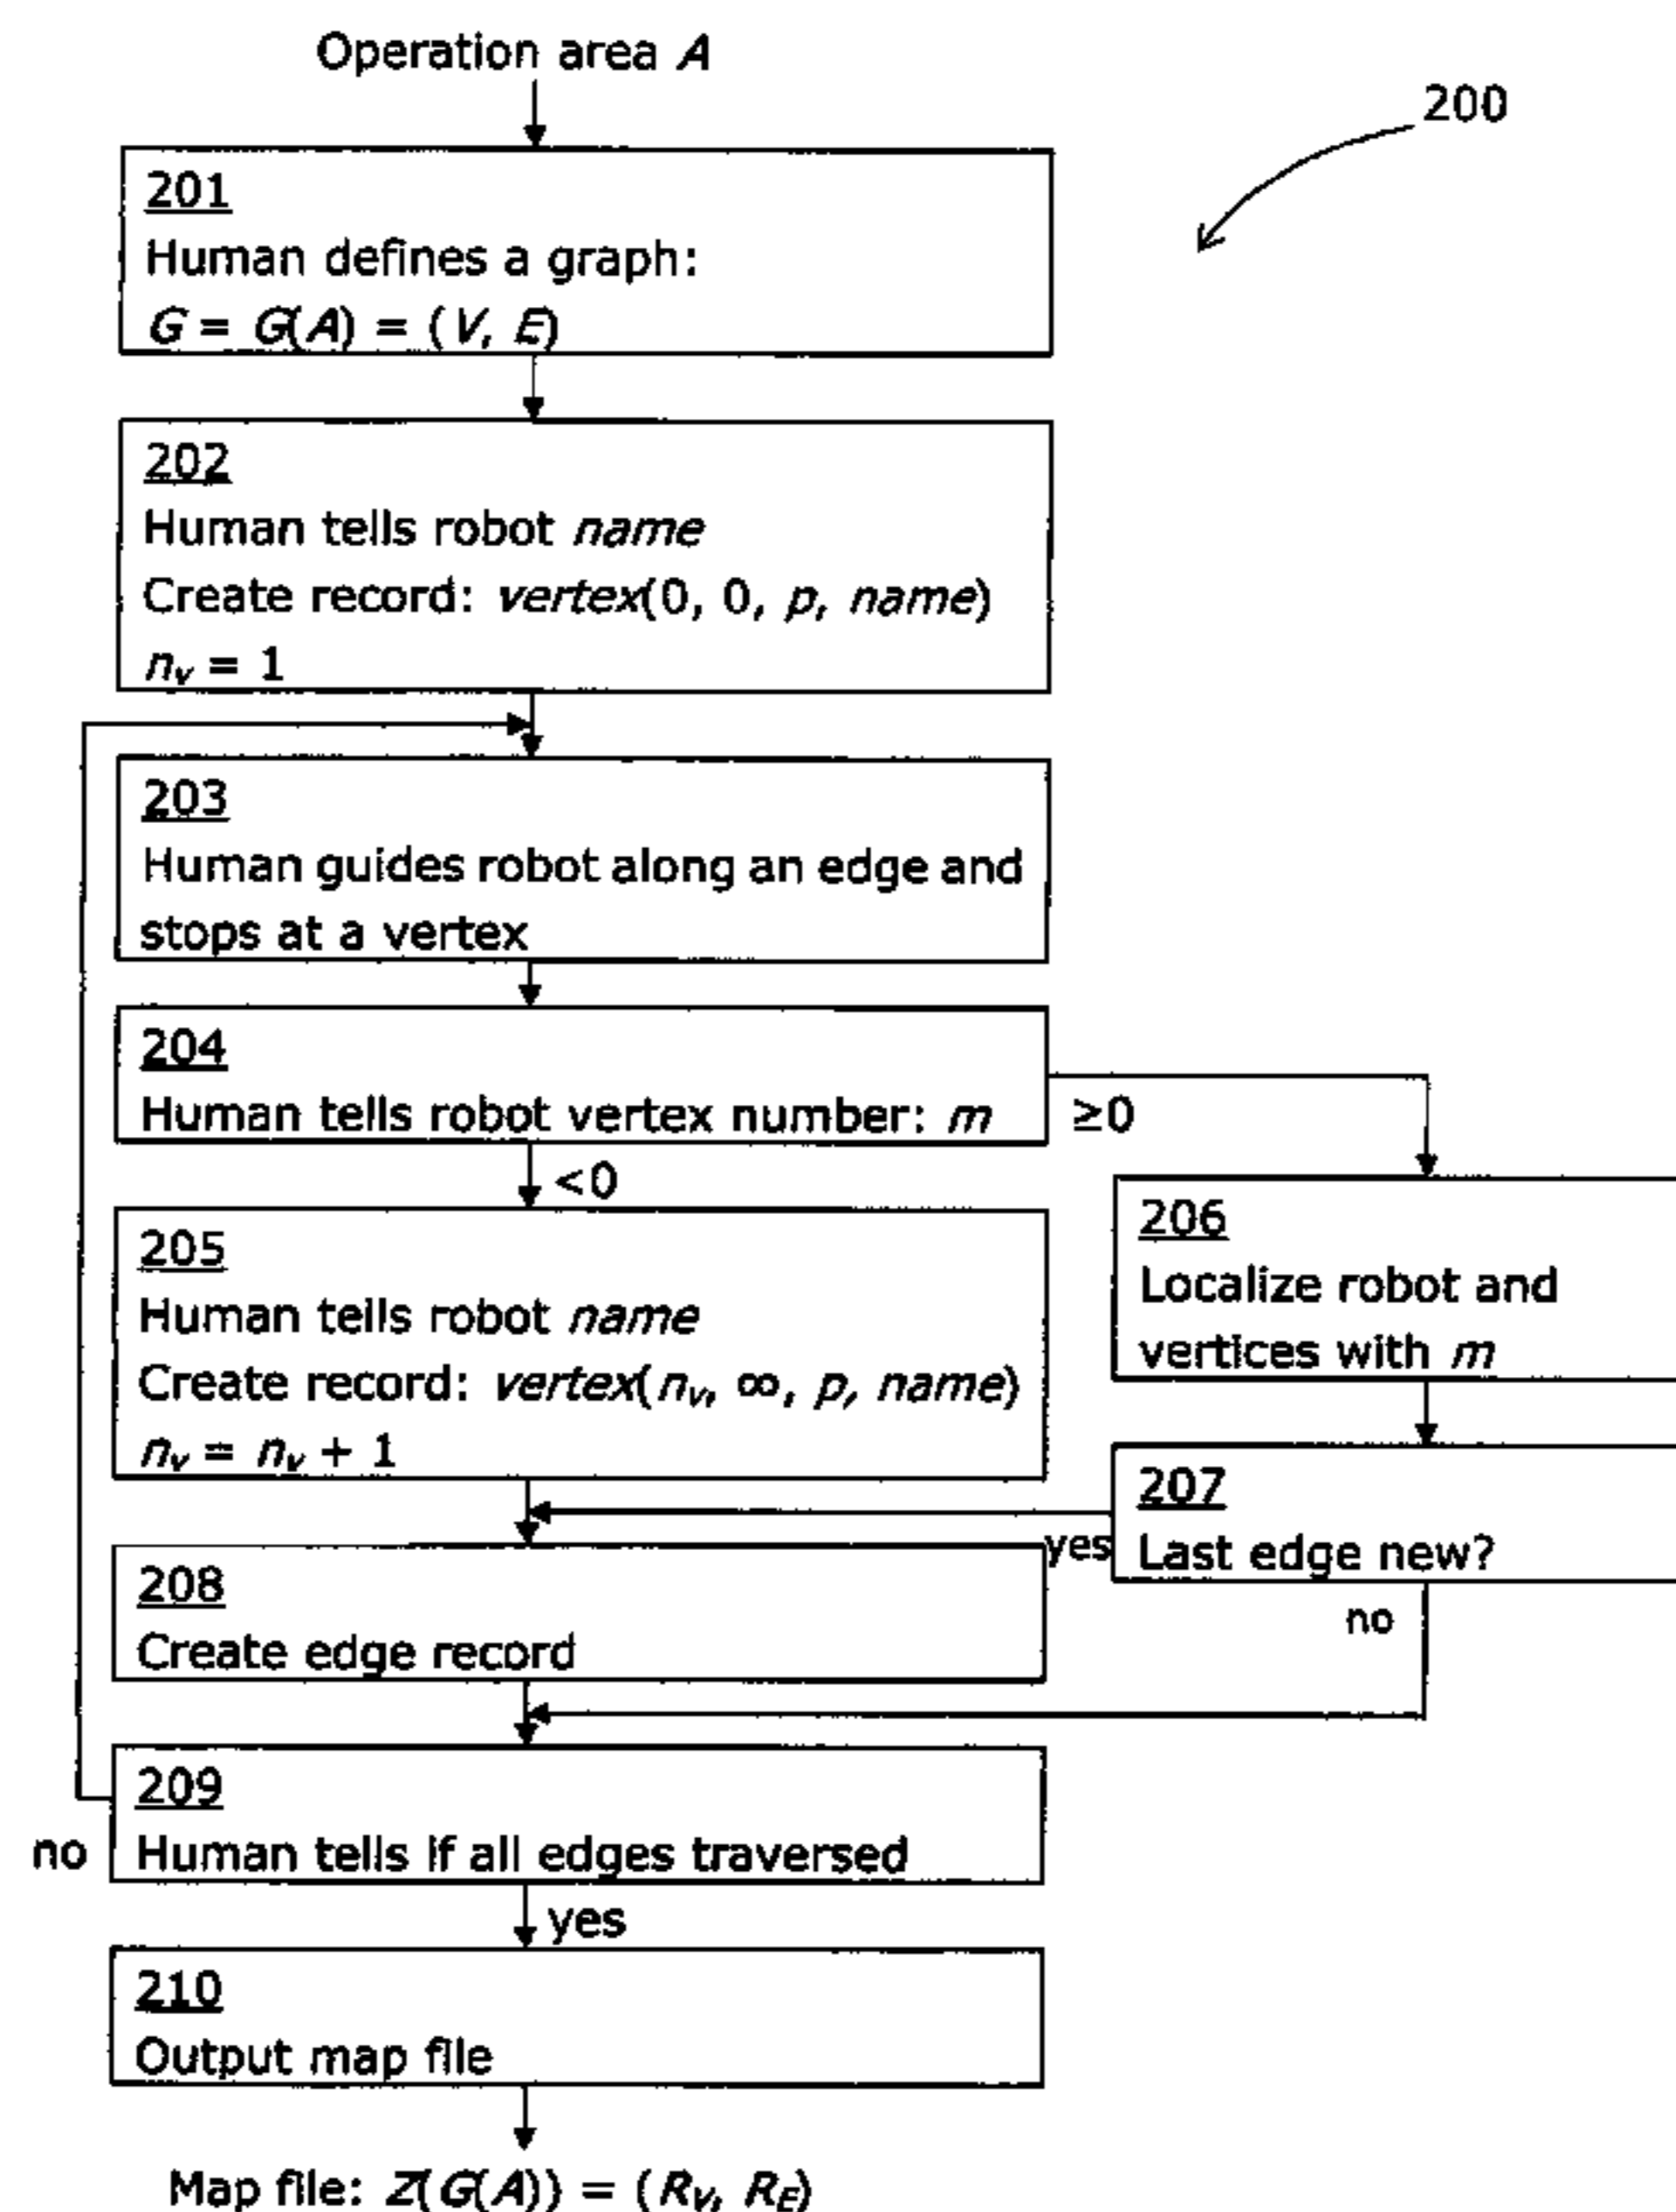 Operation area A
200
201
Human defines a graph:
G = G(A) = (V, E)
202
Human tells robot name
Create record: vertex(0, 0, p, name)
nv = 1
203
Human guides robot along an edge and
stops at a vertex
204
Human tells robot vertex number: m
≥0
<0
205
Human tells robot name
Create record: vertex(nv, ∞, p, name)
nv = nv + 1
206
Localize robot and
vertices with m
207
Last edge new?
yes
no
208
Create edge record
209
Human tells if all edges traversed
no
yes
210
Output map file
Map file: Z(G(A)) = (RV, RE)